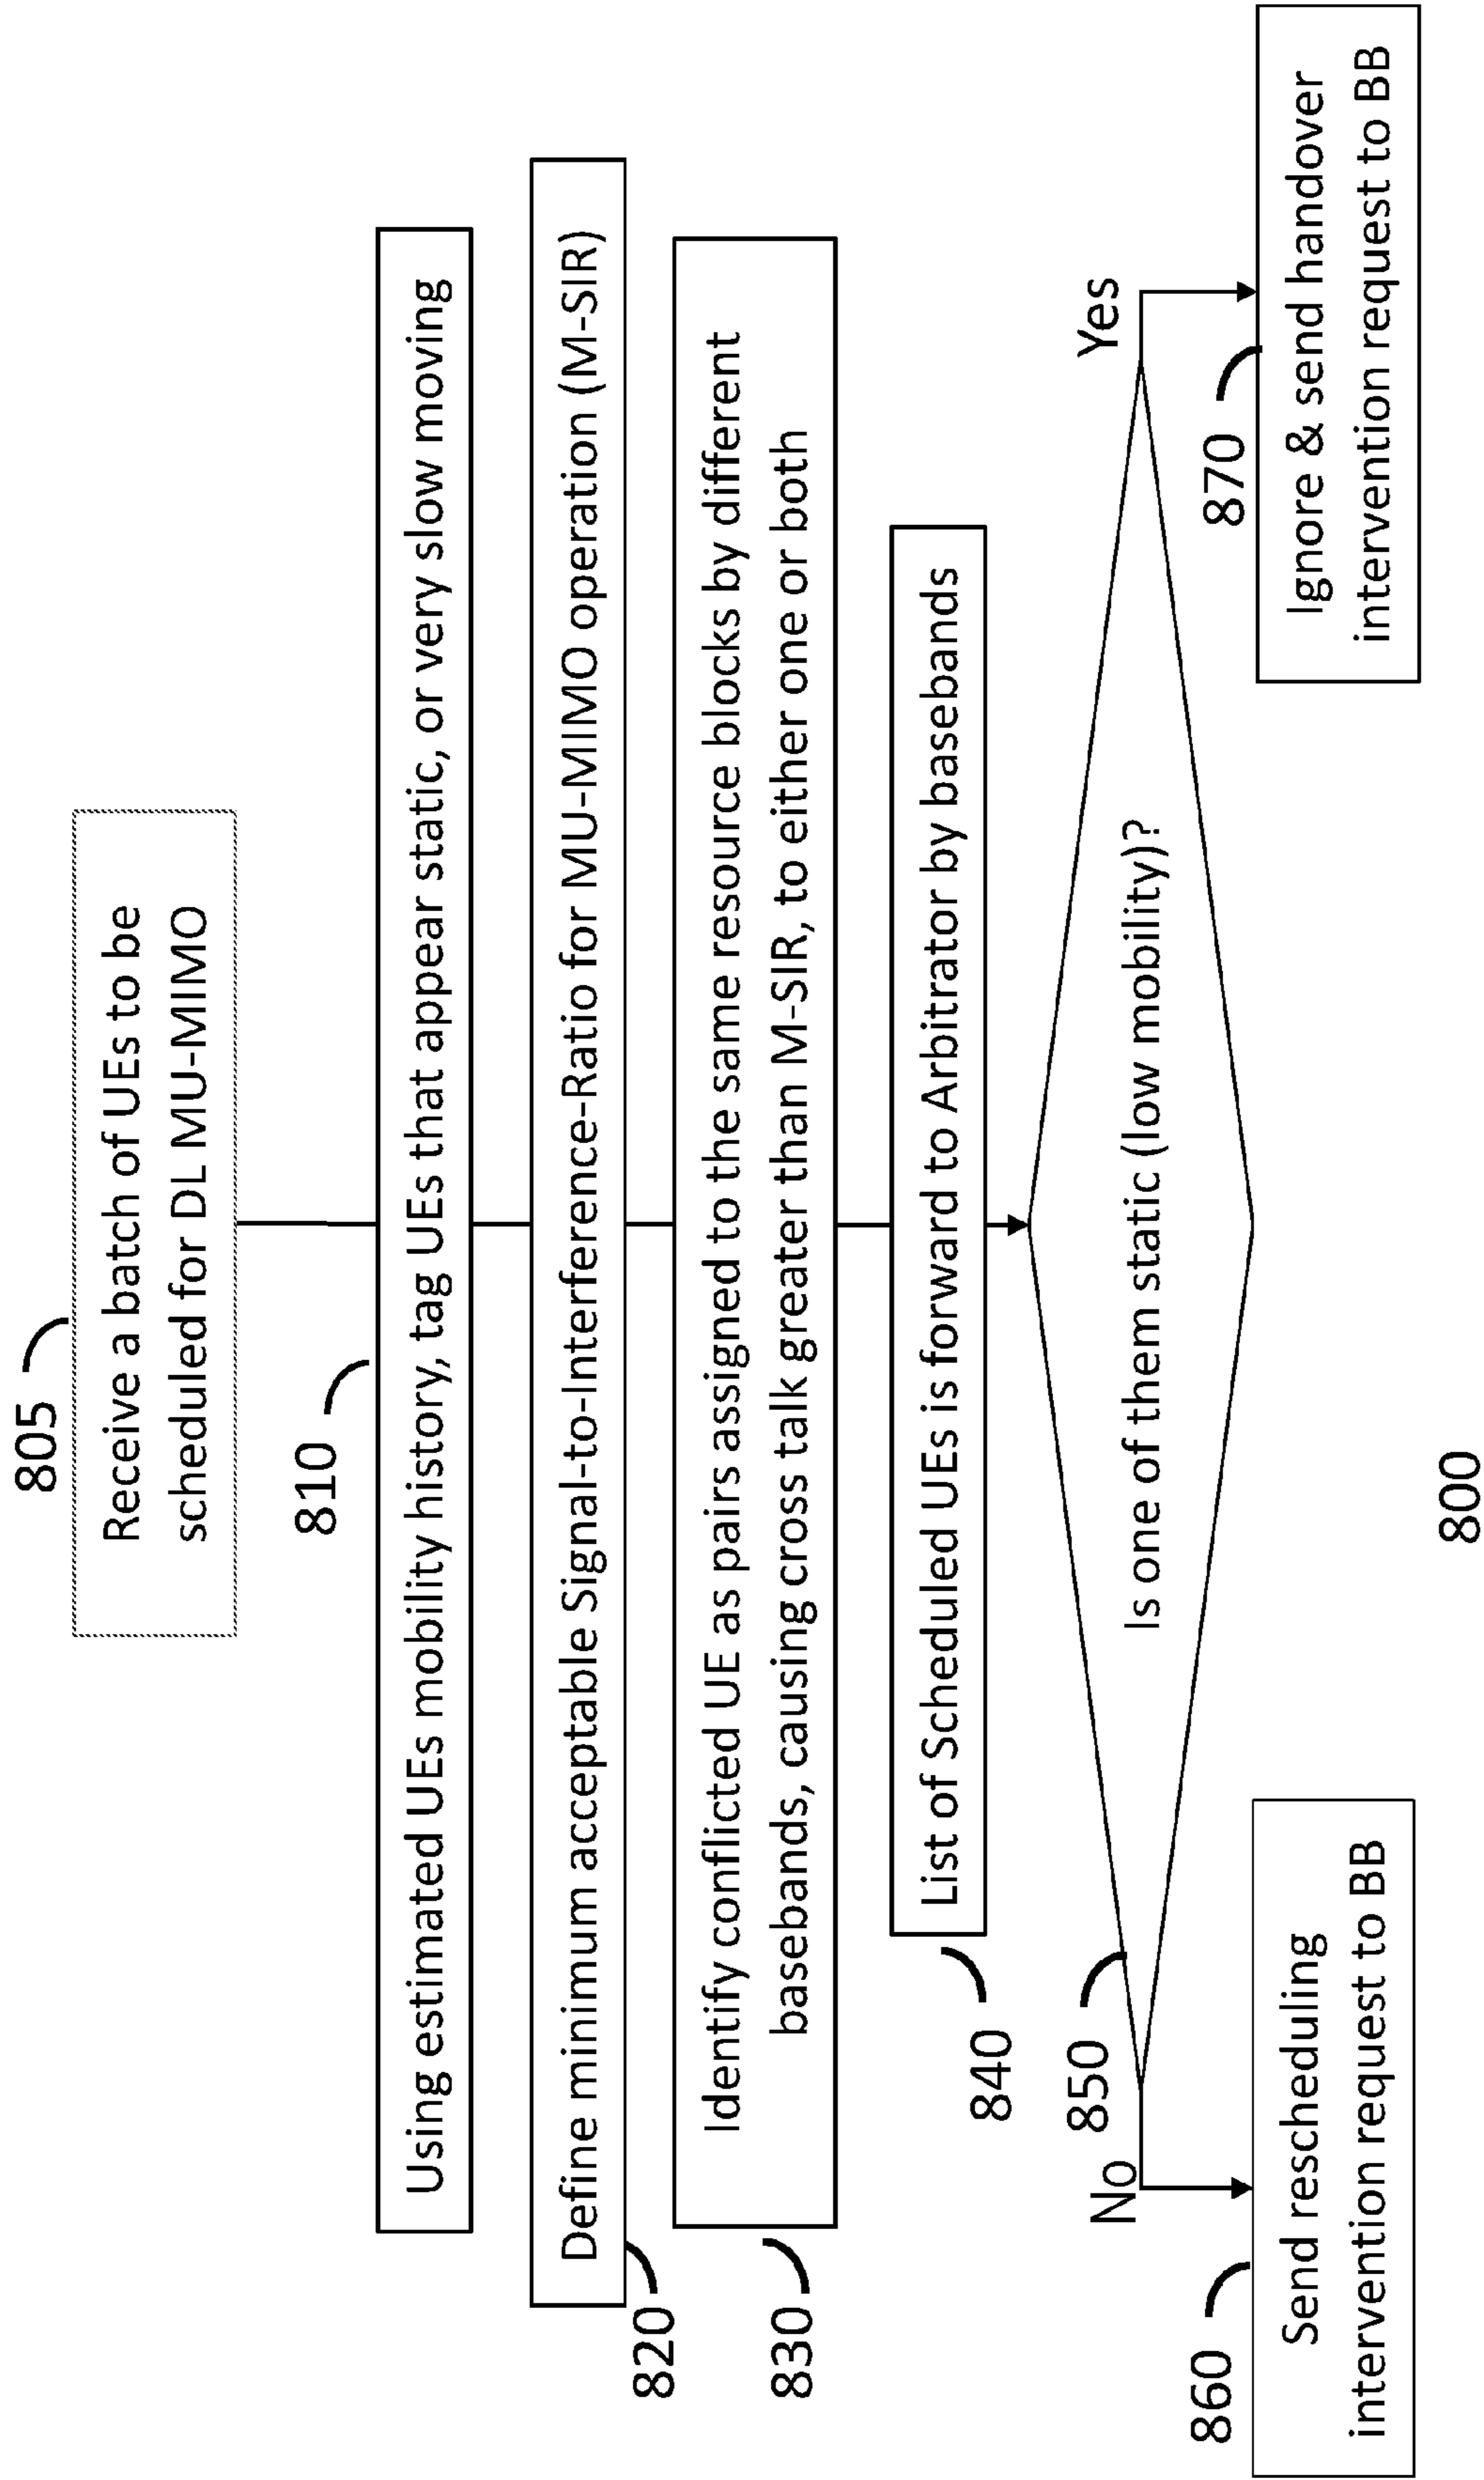 805
Receive a batch of UEs to be
scheduled for DL MU-MIMO
810
Using estimated UEs mobility history, tag UEs that appear static, or very slow moving
820
Define minimum acceptable Signal-to-Interference-Ratio for MU-MIMO operation (M-SIR)
830
Identify conflicted UE as pairs assigned to the same resource blocks by different
basebands, causing cross talk greater than M-SIR, to either one or both
840
List of Scheduled UEs is forward to Arbitrator by basebands
850
Is one of them static (low mobility)?
No
Yes
860
Send rescheduling
intervention request to BB
870
Ignore & send handover
intervention request to BB
800